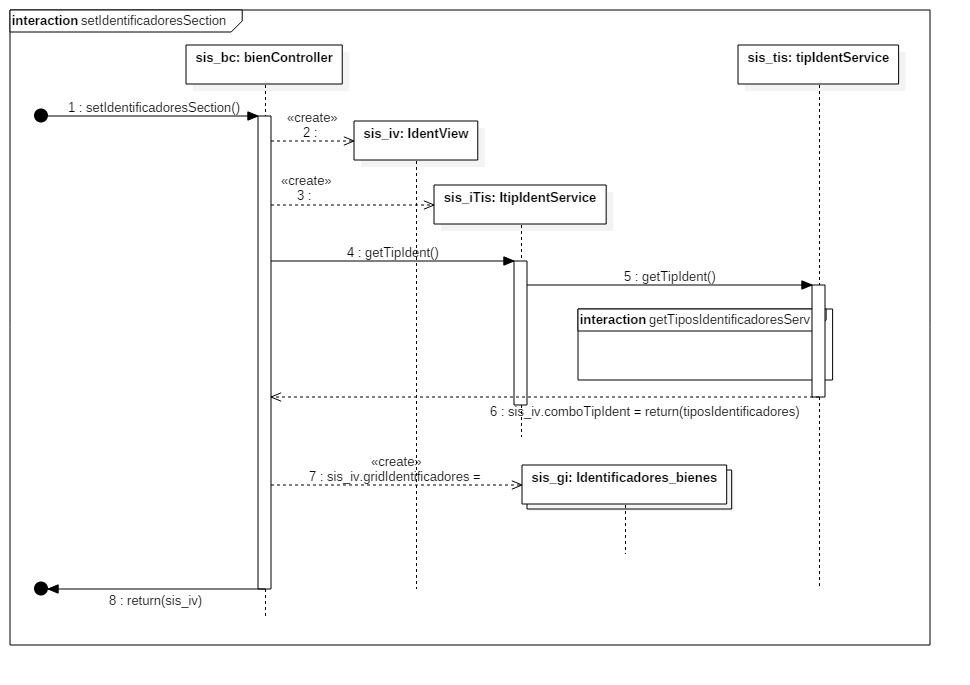 interaction setIdentificadoresSection
sis_bc: bienController
sis_tis: tipIdentService
1 : setIdentificadoresSection()
«create»
2 :
sis_iv: IdentView
«create»
3 :
sis_iTis: ItipIdentService
4 : getTipIdent()
5 : getTipIdent()
interaction getTiposIdentificadoresServ
6 : sis_iv.comboTipIdent = return(tiposIdentificadores)
«create»
7 : sis_iv.gridIdentificadores =
sis_gi: Identificadores_bienes
8 : return(sis_iv)